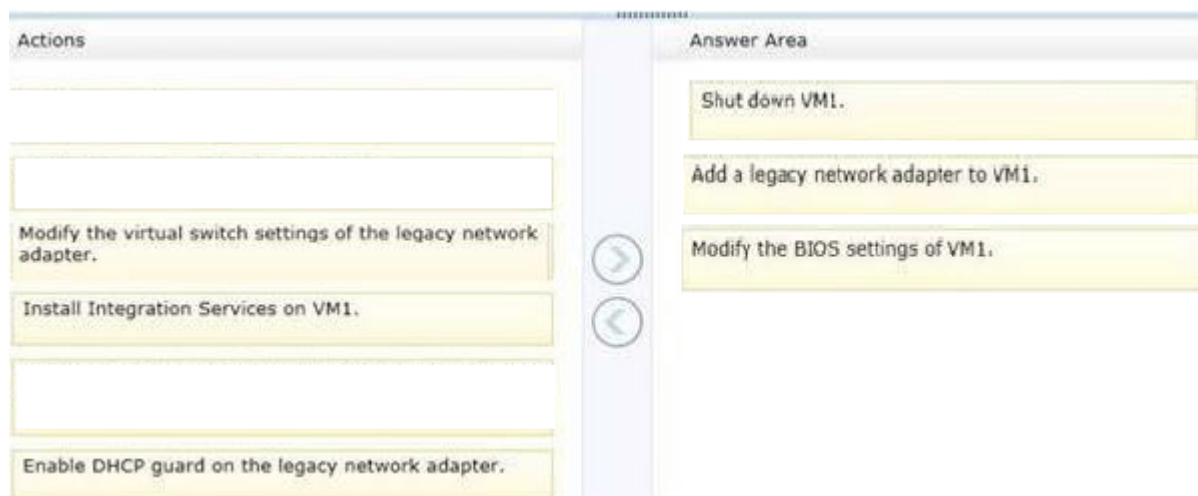 Actions
Answer Area
Shut down VM1.
Add a legacy network adapter to VM1.
Modify the virtual switch settings of the legacy network
adapter.
Modify the BIOS settings of VM1.
Install Integration Services on VM1.
Enable DHCP guard on the legacy network adapter.